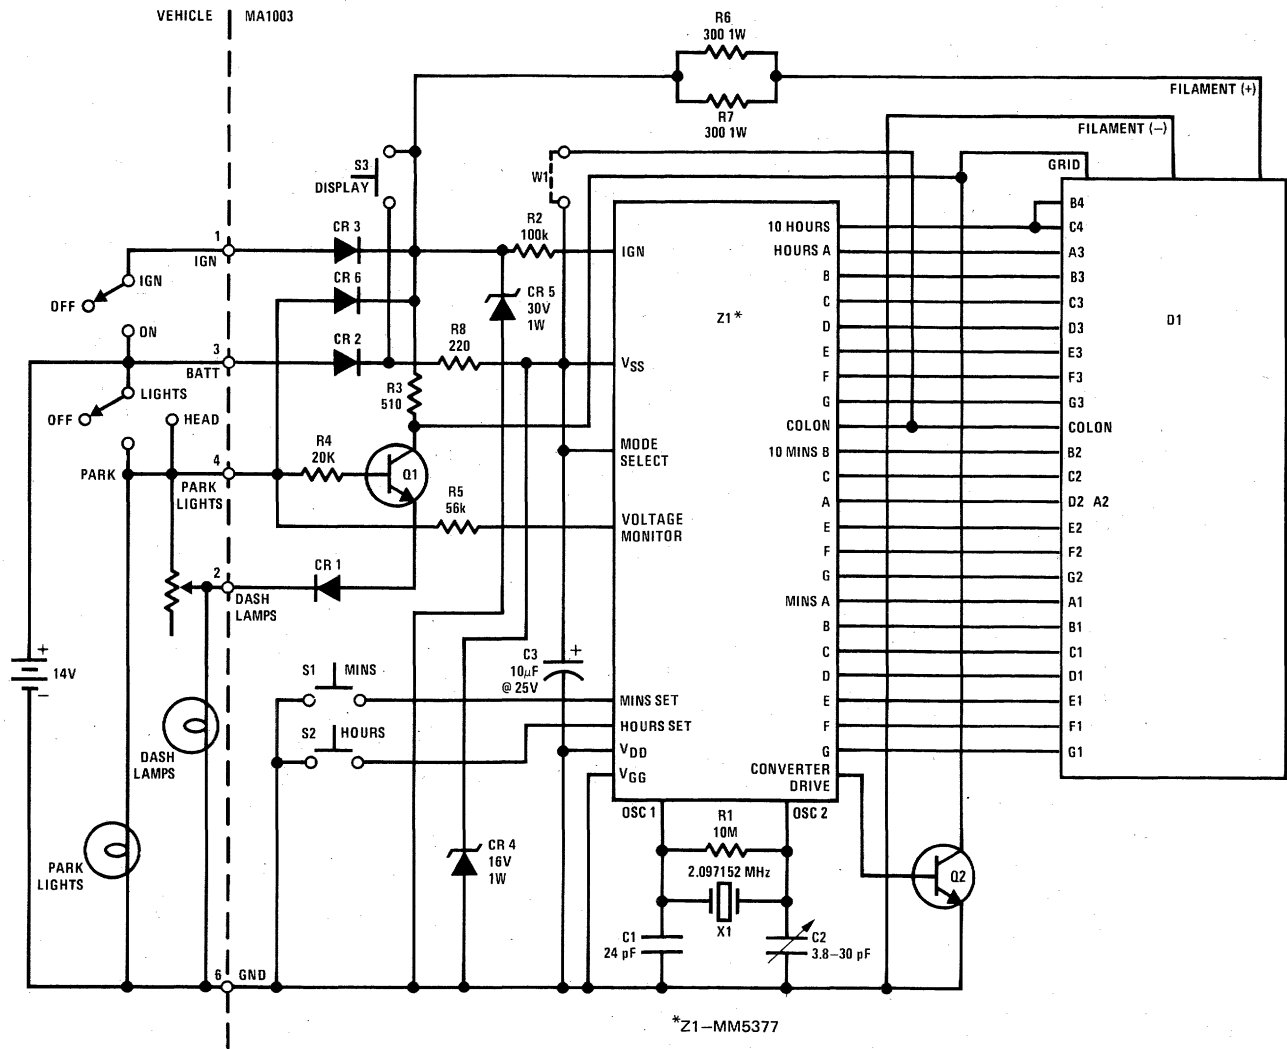 VEHICLE
MA1003
R6
300 1W
R7
300 1W
FILAMENT (+)
FILAMENT (–)
GRID
S3
DISPLAY
W1
1
IGN
CR 3
R2
100k
IGN
OFF
ON
CR 6
CR 5
30V
1W
3
BATT
CR 2
R8
220
R3
510
LIGHTS
OFF
HEAD
PARK
4
PARK
LIGHTS
R4
20K
Q1
R5
56k
2
DASH
LAMPS
CR 1
+
14V
–
DASH
LAMPS
PARK
LIGHTS
S1
MINS
S2
HOURS
C3
10µF
@ 25V
+
CR 4
16V
1W
6
GND
Z1*
IGN
VSS
MODE
SELECT
VOLTAGE
MONITOR
MINS SET
HOURS SET
VDD
VGG
OSC 1
OSC 2
10 HOURS
HOURS A
B
C
D
E
F
G
COLON
10 MINS B
C
A
E
F
G
MINS A
B
C
D
E
F
G
CONVERTER
DRIVE
D1
B4
C4
A3
B3
C3
D3
E3
F3
G3
COLON
B2
C2
D2 A2
E2
F2
G2
A1
B1
C1
D1
E1
F1
G1
R1
10M
2.097152 MHz
X1
C1
24 pF
C2
3.8–30 pF
Q2
*Z1–MM5377